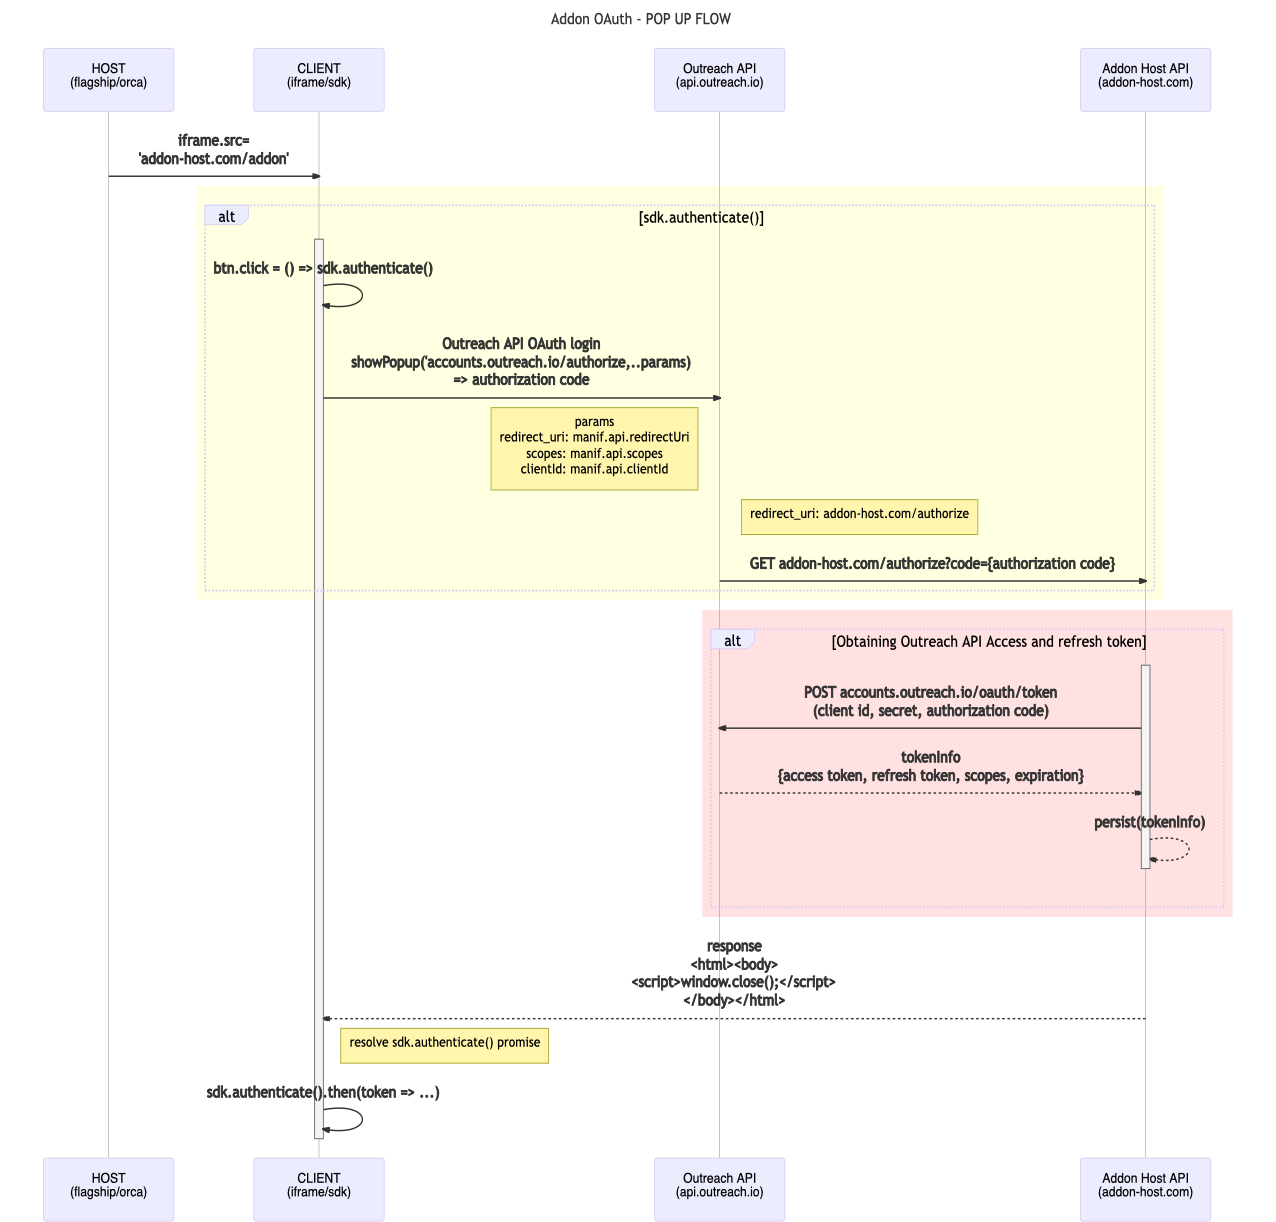 Addon OAuth - POP UP FLOW
HOST
(flagship/orca)
CLIENT
(iframe/sdk)
Outreach API
(api.outreach.io)
Addon Host API
(addon-host.com)
iframe.src=
'addon-host.com/addon'
alt
[sdk.authenticate()]
btn.click = () => sdk.authenticate()
Outreach API OAuth login
showPopup('accounts.outreach.io/authorize,..params)
=> authorization code
params
redirect_uri: manif.api.redirectUri
scopes: manif.api.scopes
clientId: manif.api.clientId
redirect_uri: addon-host.com/authorize
GET addon-host.com/authorize?code={authorization code}
alt
[Obtaining Outreach API Access and refresh token]
POST accounts.outreach.io/oauth/token
(client id, secret, authorization code)
tokenInfo
{access token, refresh token, scopes, expiration}
persist(tokenInfo)
response
<html><body>
<script>window.close();</script>
</body></html>
resolve sdk.authenticate() promise
sdk.authenticate().then(token => ...)
HOST
(flagship/orca)
CLIENT
(iframe/sdk)
Outreach API
(api.outreach.io)
Addon Host API
(addon-host.com)